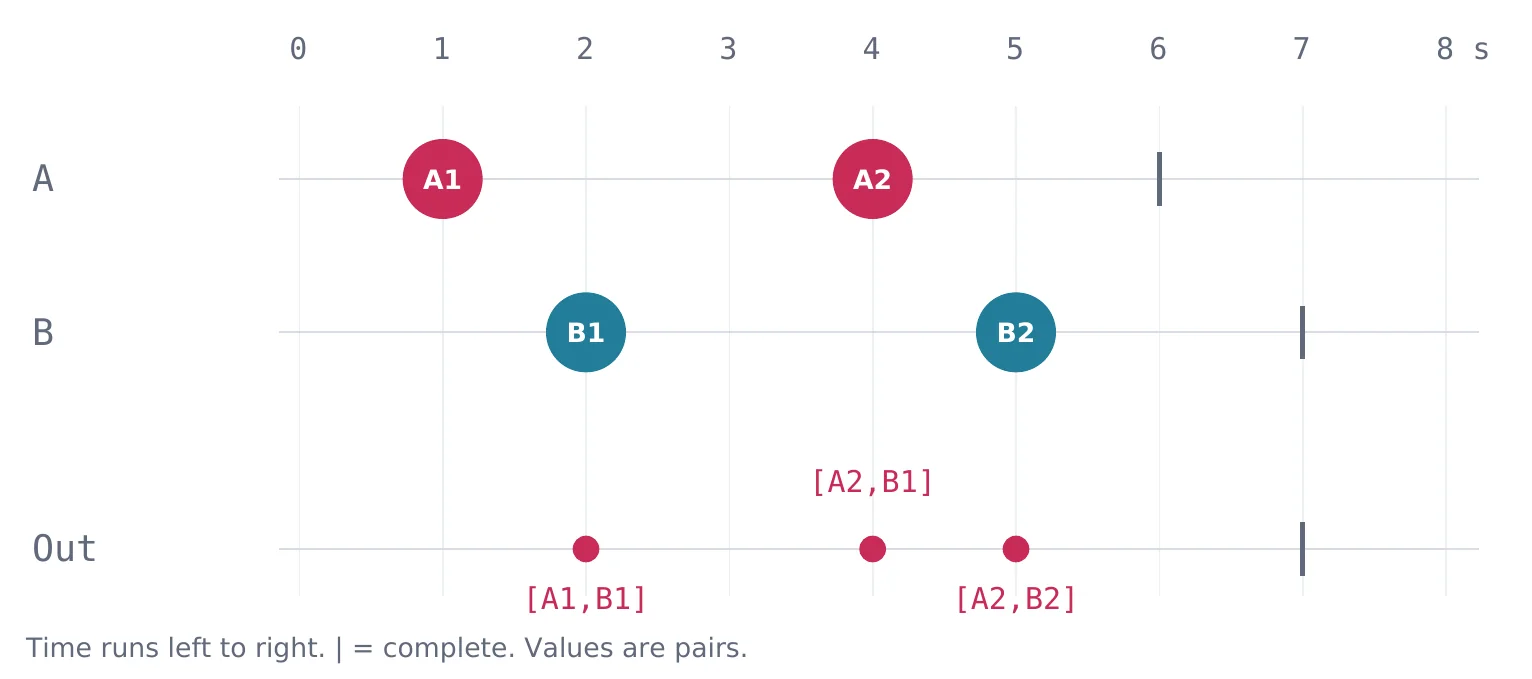 0 1 2 3 4 5 6 7 8 s
A A1 A2
B B1 B2
[A2,B1]
Out
[A1,B1] [A2,B2]
Time runs left to right. | = complete. Values are pairs.